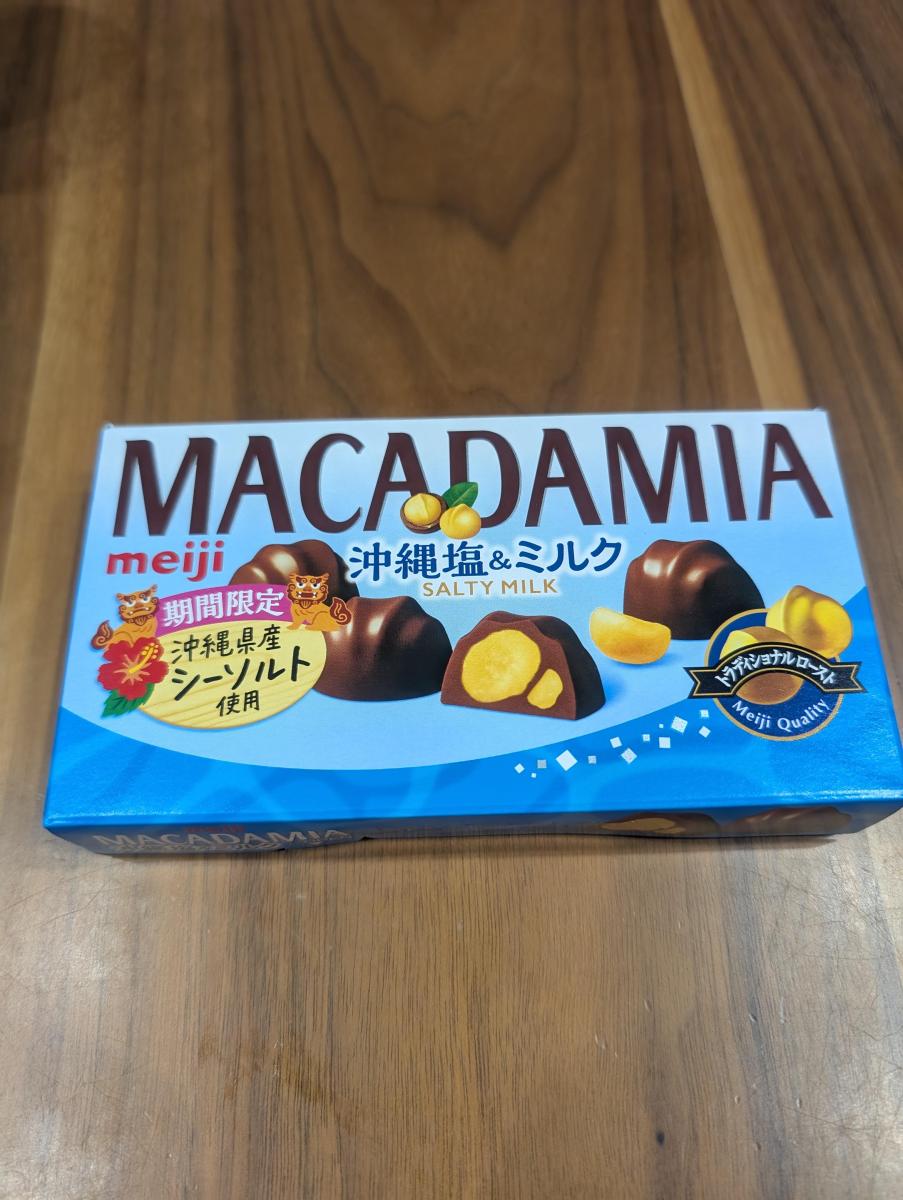 MACADAMIA
meiji
沖縄塩&ミルク
SALTY MILK
期間限定
沖縄県産
シーソルト
使用
トラディショナルロースト
Meiji Quality
MACADAMIA